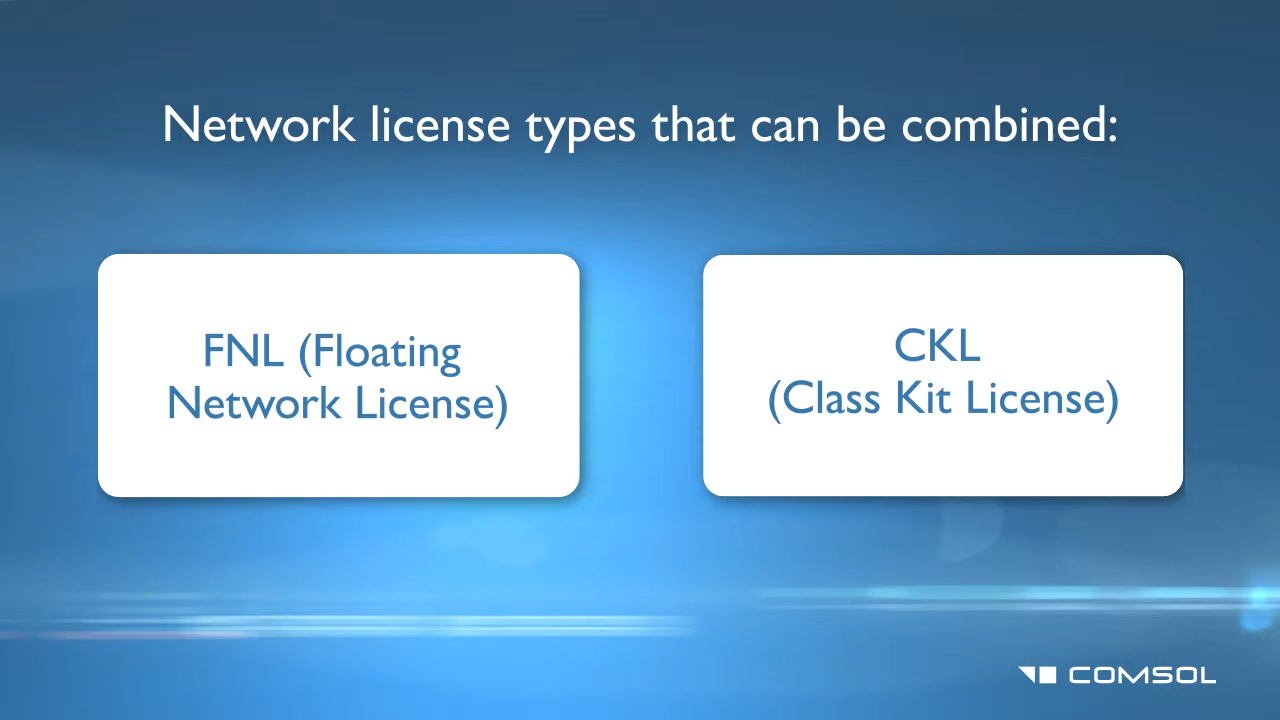 Network license types that can be combined:
FNL (Floating
Network License)
CKL
(Class Kit License)
COMSOL